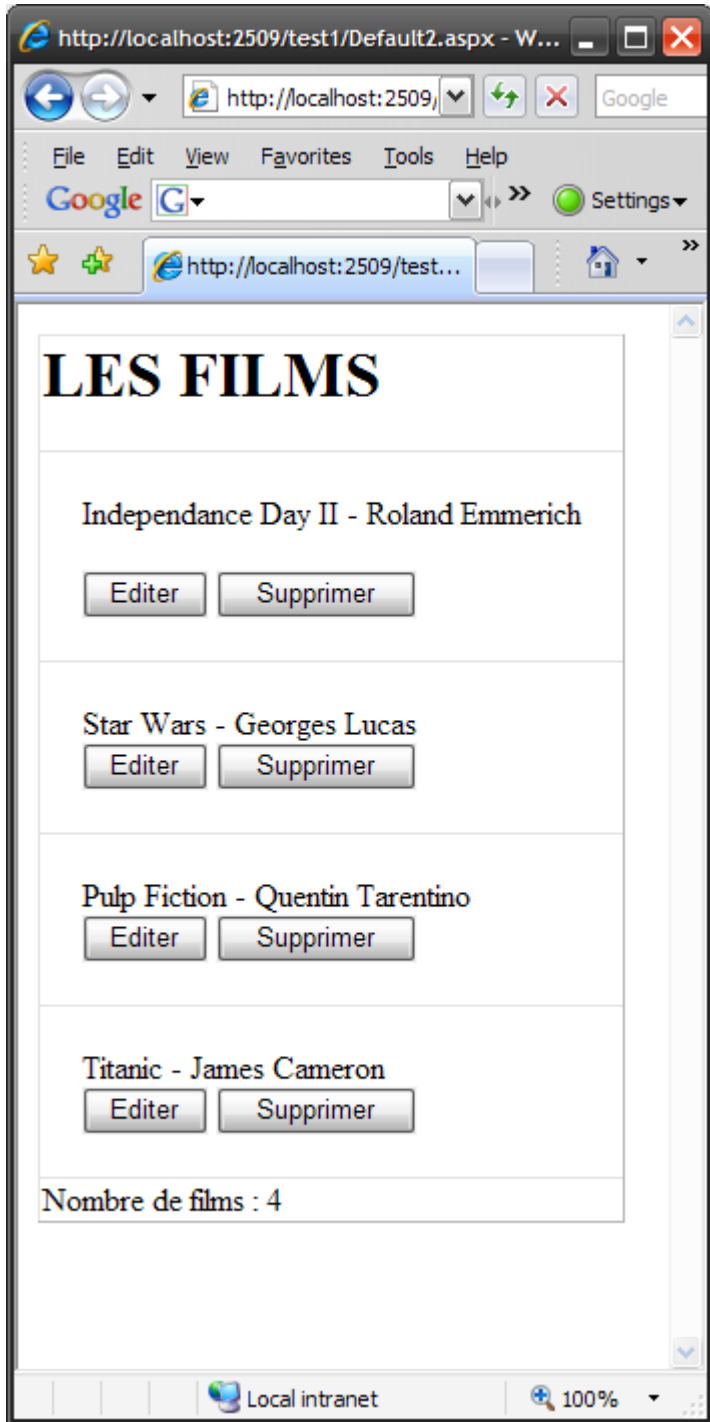 http://localhost:2509/test1/Default2.aspx - W...
http://localhost:2509/
Google
File Edit View Favorites Tools Help
Google G Settings
http://localhost:2509/test...
LES FILMS
Independance Day II - Roland Emmerich
Editer Supprimer
Star Wars - Georges Lucas
Editer Supprimer
Pulp Fiction - Quentin Tarentino
Editer Supprimer
Titanic - James Cameron
Editer Supprimer
Nombre de films : 4
Local intranet 100%